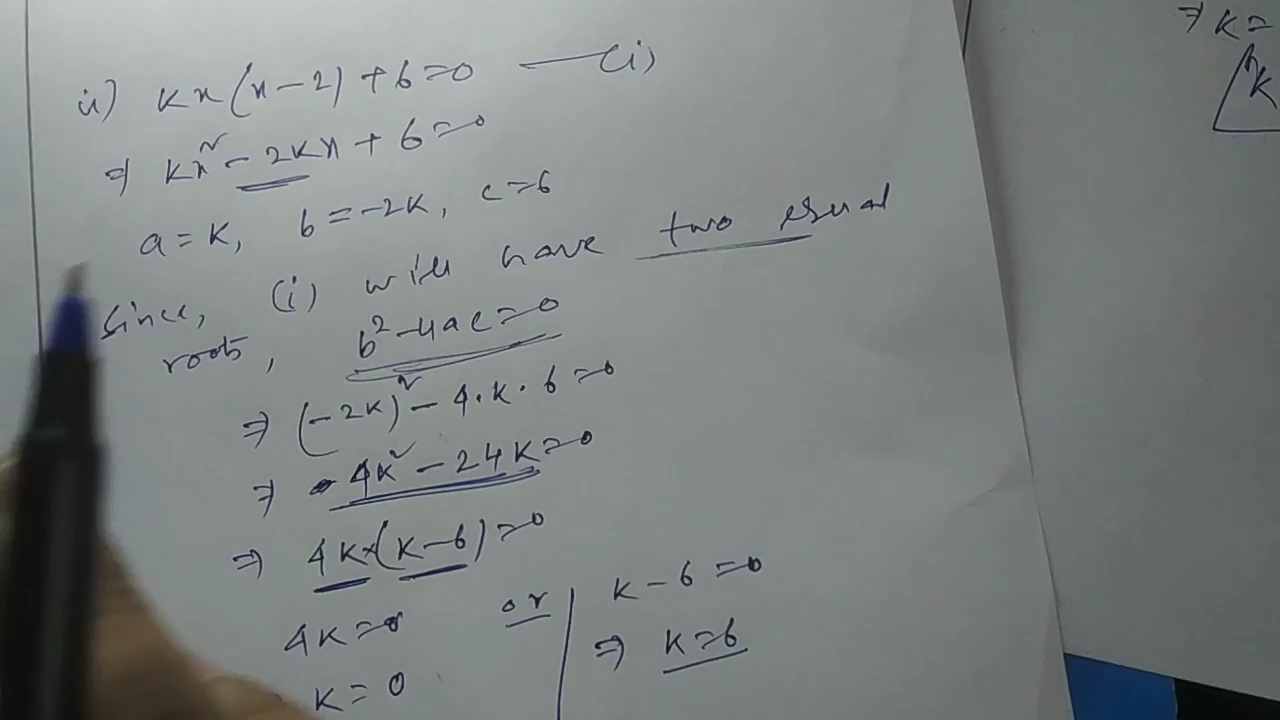 ii) kx(x-2)+6=0 —(i)
⇒ kx² - 2kx + 6=0
a=k, b=-2k, c=6
since, (i) will have two equal
roots, b²-4ac=0
⇒ (-2k)² - 4·k·6=0
⇒ 4k² - 24k=0
⇒ 4k×(k-6)=0
4k=0 or k-6=0
k=0 ⇒ k=6
⇒ k=
k